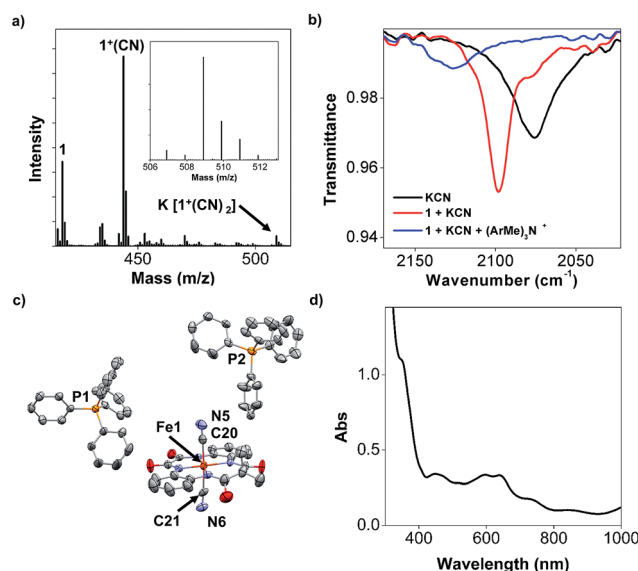 a)
1⁺(CN)
1
K [1⁺(CN)₂]
Intensity
450
500
Mass (m/z)
506
508
510
512
Mass (m/z)
b)
Transmittance
0.98
0.96
0.94
KCN
1 + KCN
1 + KCN + (ArMe)₃N⁺
2150
2100
2050
Wavenumber (cm⁻¹)
c)
P1
P2
N5
C20
Fe1
C21
N6
d)
Abs
1.0
0.5
0.0
400
600
800
1000
Wavelength (nm)